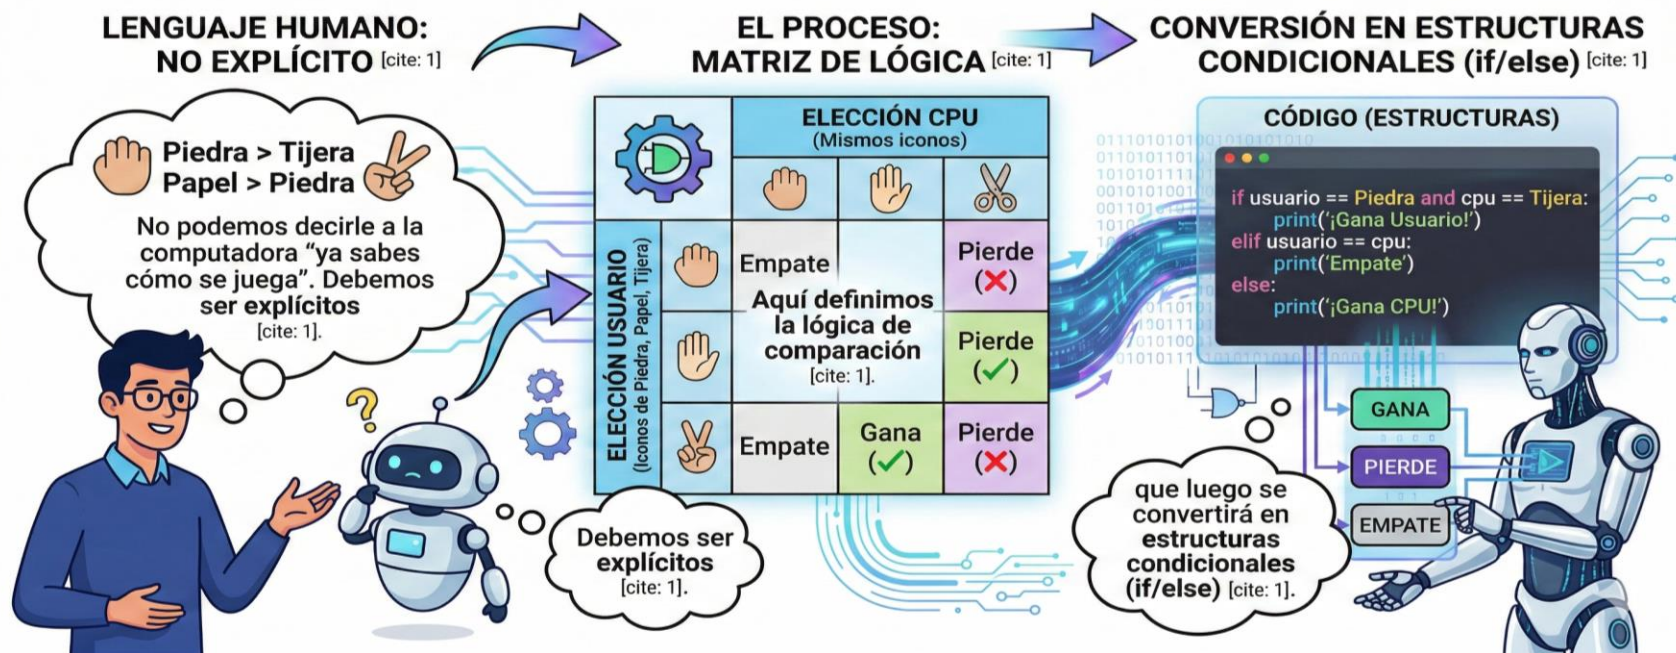 LENGUAJE HUMANO:
NO EXPLÍCITO [cite: 1]
Piedra > Tijera
Papel > Piedra
No podemos decirle a la
computadora “ya sabes
cómo se juega”. Debemos
ser explícitos
[cite: 1].
?
Debemos ser
explícitos
[cite: 1].
EL PROCESO:
MATRIZ DE LÓGICA [cite: 1]
ELECCIÓN CPU
(Mismos iconos)
ELECCIÓN USUARIO
(Iconos de Piedra, Papel, Tijera)
Empate
Pierde
(❌)
Aquí definimos
la lógica de
comparación
[cite: 1].
Pierde
(✓)
Empate
Gana
(✓)
Pierde
(❌)
CONVERSIÓN EN ESTRUCTURAS
CONDICIONALES (if/else) [cite: 1]
CÓDIGO (ESTRUCTURAS)
if usuario == Piedra and cpu == Tijera:
print(‘¡Gana Usuario!’)
elif usuario == cpu:
print(‘Empate’)
else:
print(‘¡Gana CPU!’)
GANA
PIERDE
EMPATE
que luego se
convertirá en
estructuras
condicionales
(if/else) [cite: 1].